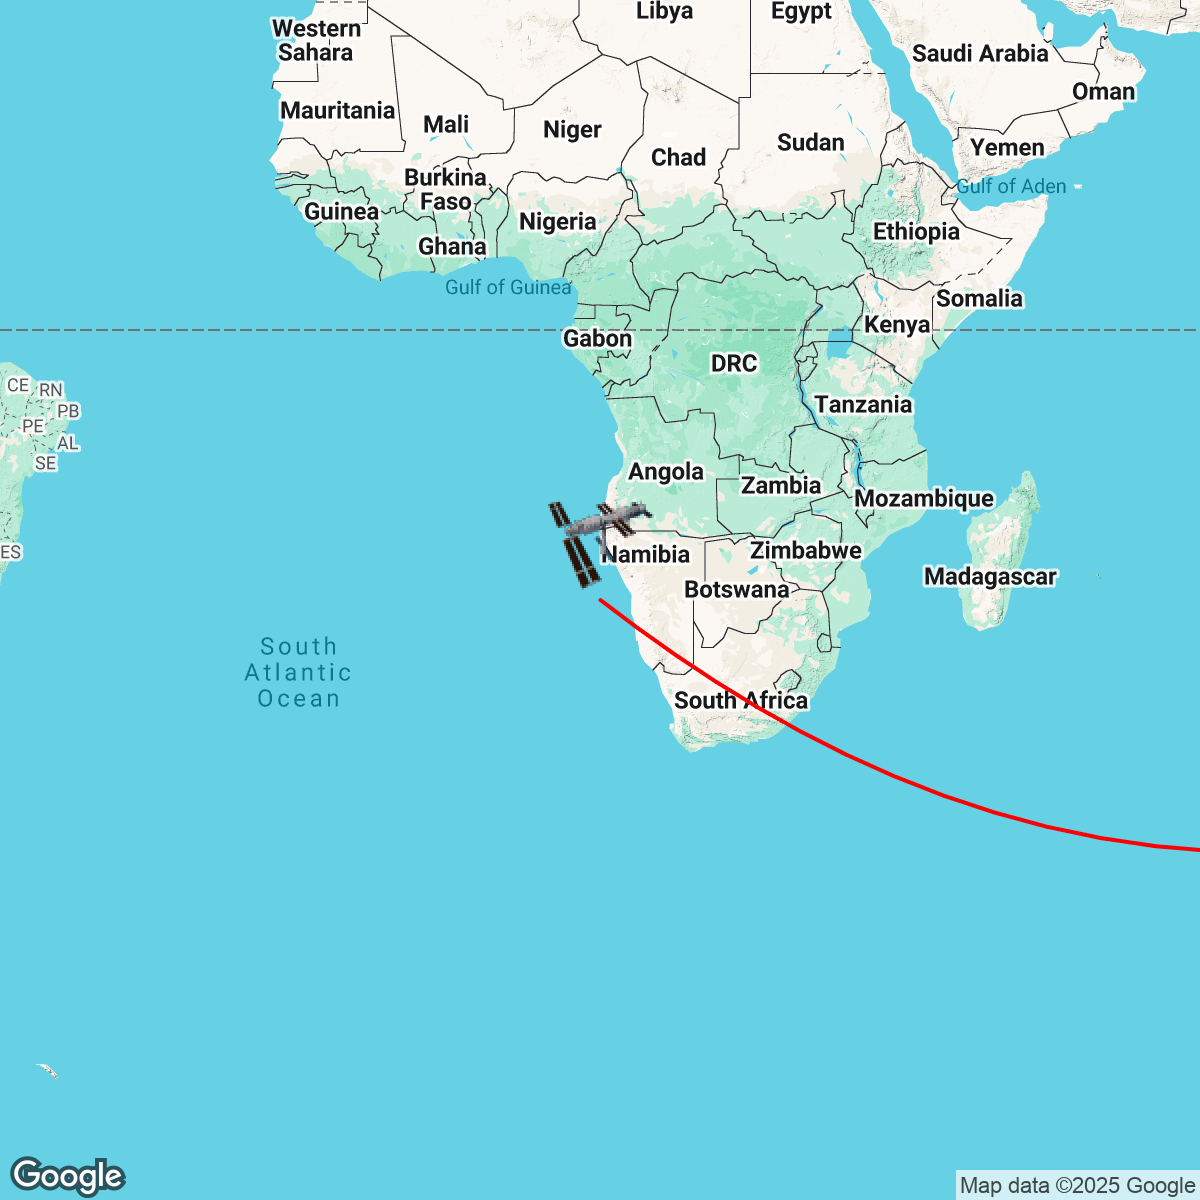 Libya
Egypt
Western
Sahara
Saudi Arabia
Oman
Mauritania
Mali
Niger
Sudan
Yemen
Chad
Burkina
Faso
Gulf of Aden
Guinea
Nigeria
Ethiopia
Ghana
Gulf of Guinea
Somalia
Kenya
Gabon
DRC
CE
RN
PB
PE
AL
SE
Tanzania
Angola
Zambia
Mozambique
ES
Namibia
Zimbabwe
Botswana
Madagascar
South
Atlantic
Ocean
South Africa
Google
Map data ©2025 Google